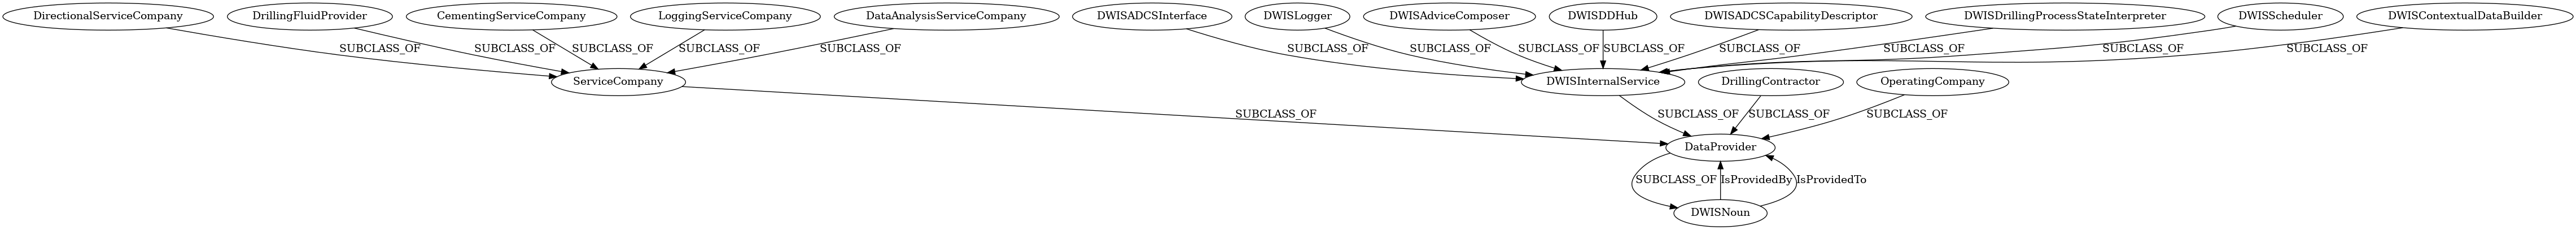 DirectionalServiceCompany
DrillingFluidProvider
CementingServiceCompany
LoggingServiceCompany
DataAnalysisServiceCompany
DWISADCSInterface
DWISLogger
DWISAdviceComposer
DWISDDHub
DWISADCSCapabilityDescriptor
DWISDrillingProcessStateInterpreter
DWISScheduler
DWISContextualDataBuilder
SUBCLASS_OF
SUBCLASS_OF
SUBCLASS_OF
SUBCLASS_OF
SUBCLASS_OF
SUBCLASS_OF
SUBCLASS_OF
SUBCLASS_OF
SUBCLASS_OF
SUBCLASS_OF
SUBCLASS_OF
SUBCLASS_OF
SUBCLASS_OF
ServiceCompany
DWISInternalService
DrillingContractor
OperatingCompany
SUBCLASS_OF
SUBCLASS_OF
SUBCLASS_OF
SUBCLASS_OF
DataProvider
SUBCLASS_OF
IsProvidedBy
IsProvidedTo
DWISNoun